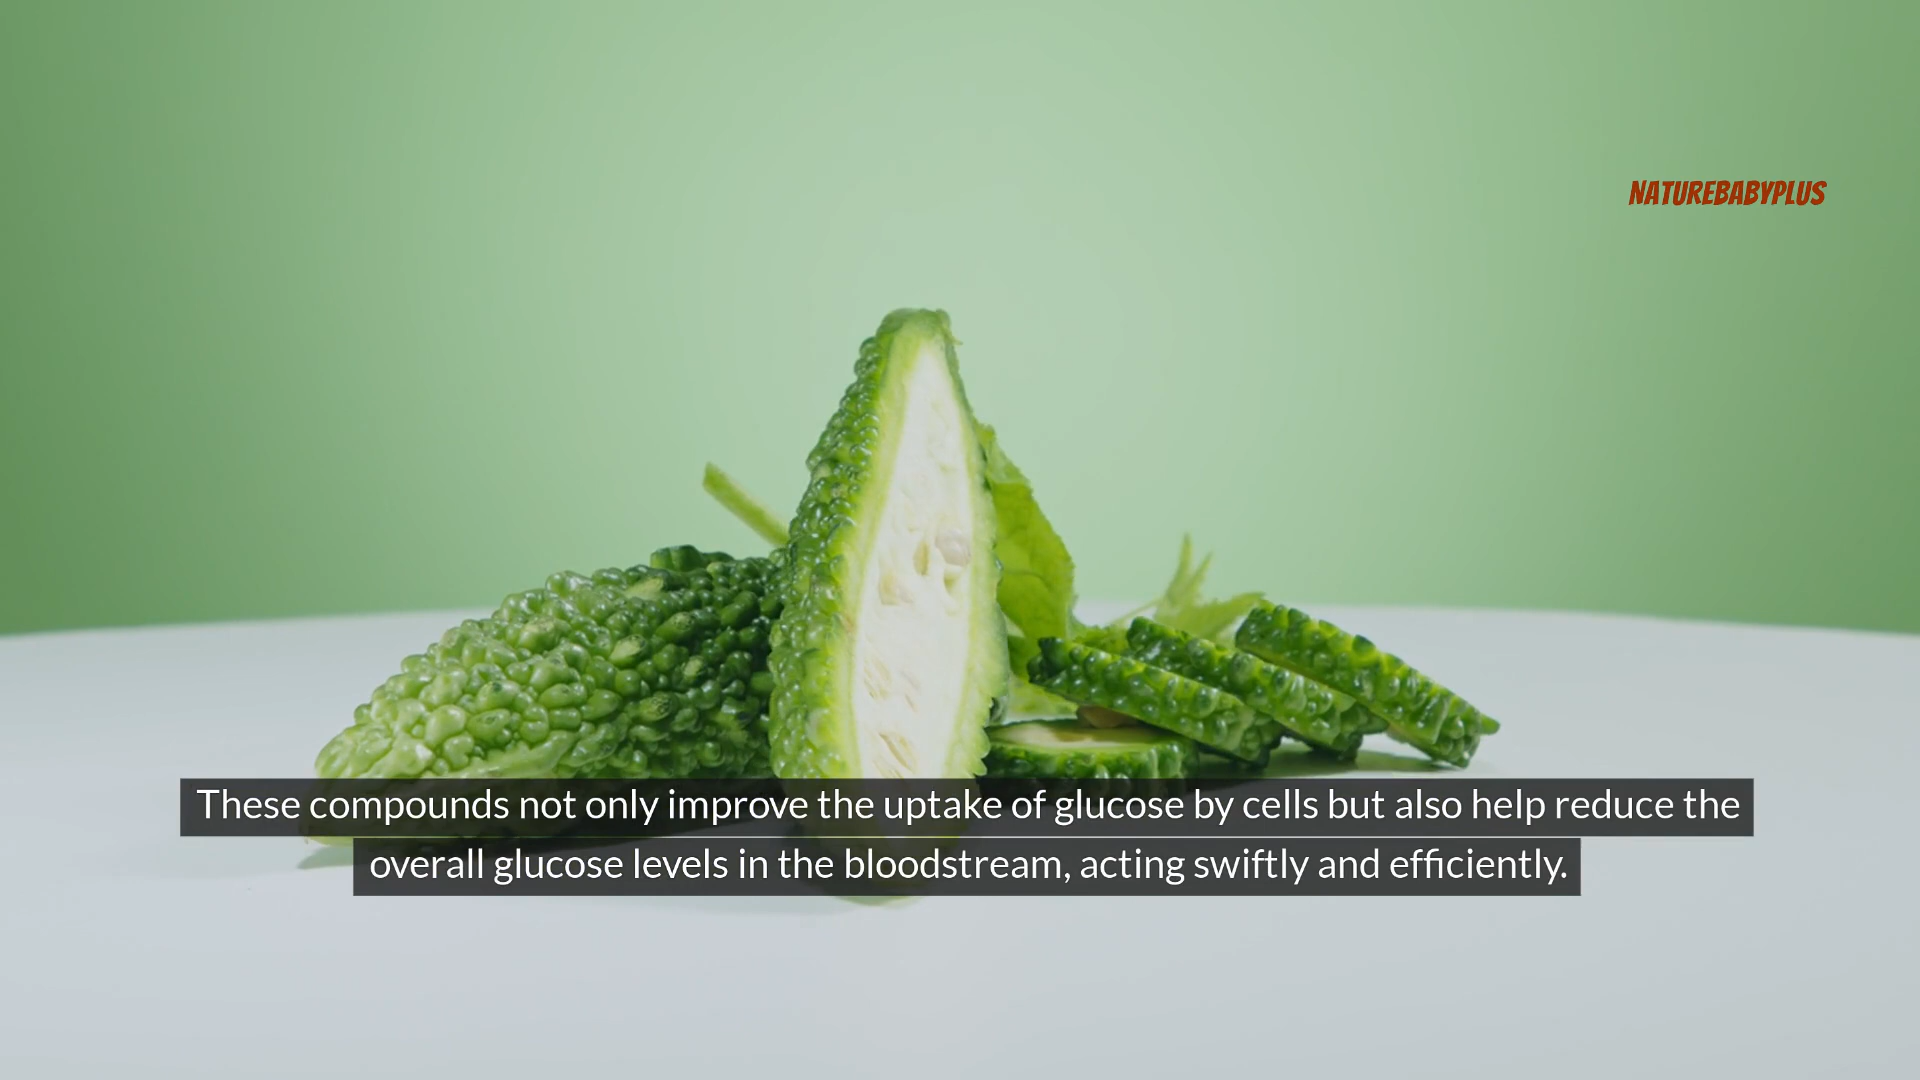 NATUREBABYPLUS
These compounds not only improve the uptake of glucose by cells but also help reduce the
overall glucose levels in the bloodstream, acting swiftly and efficiently.